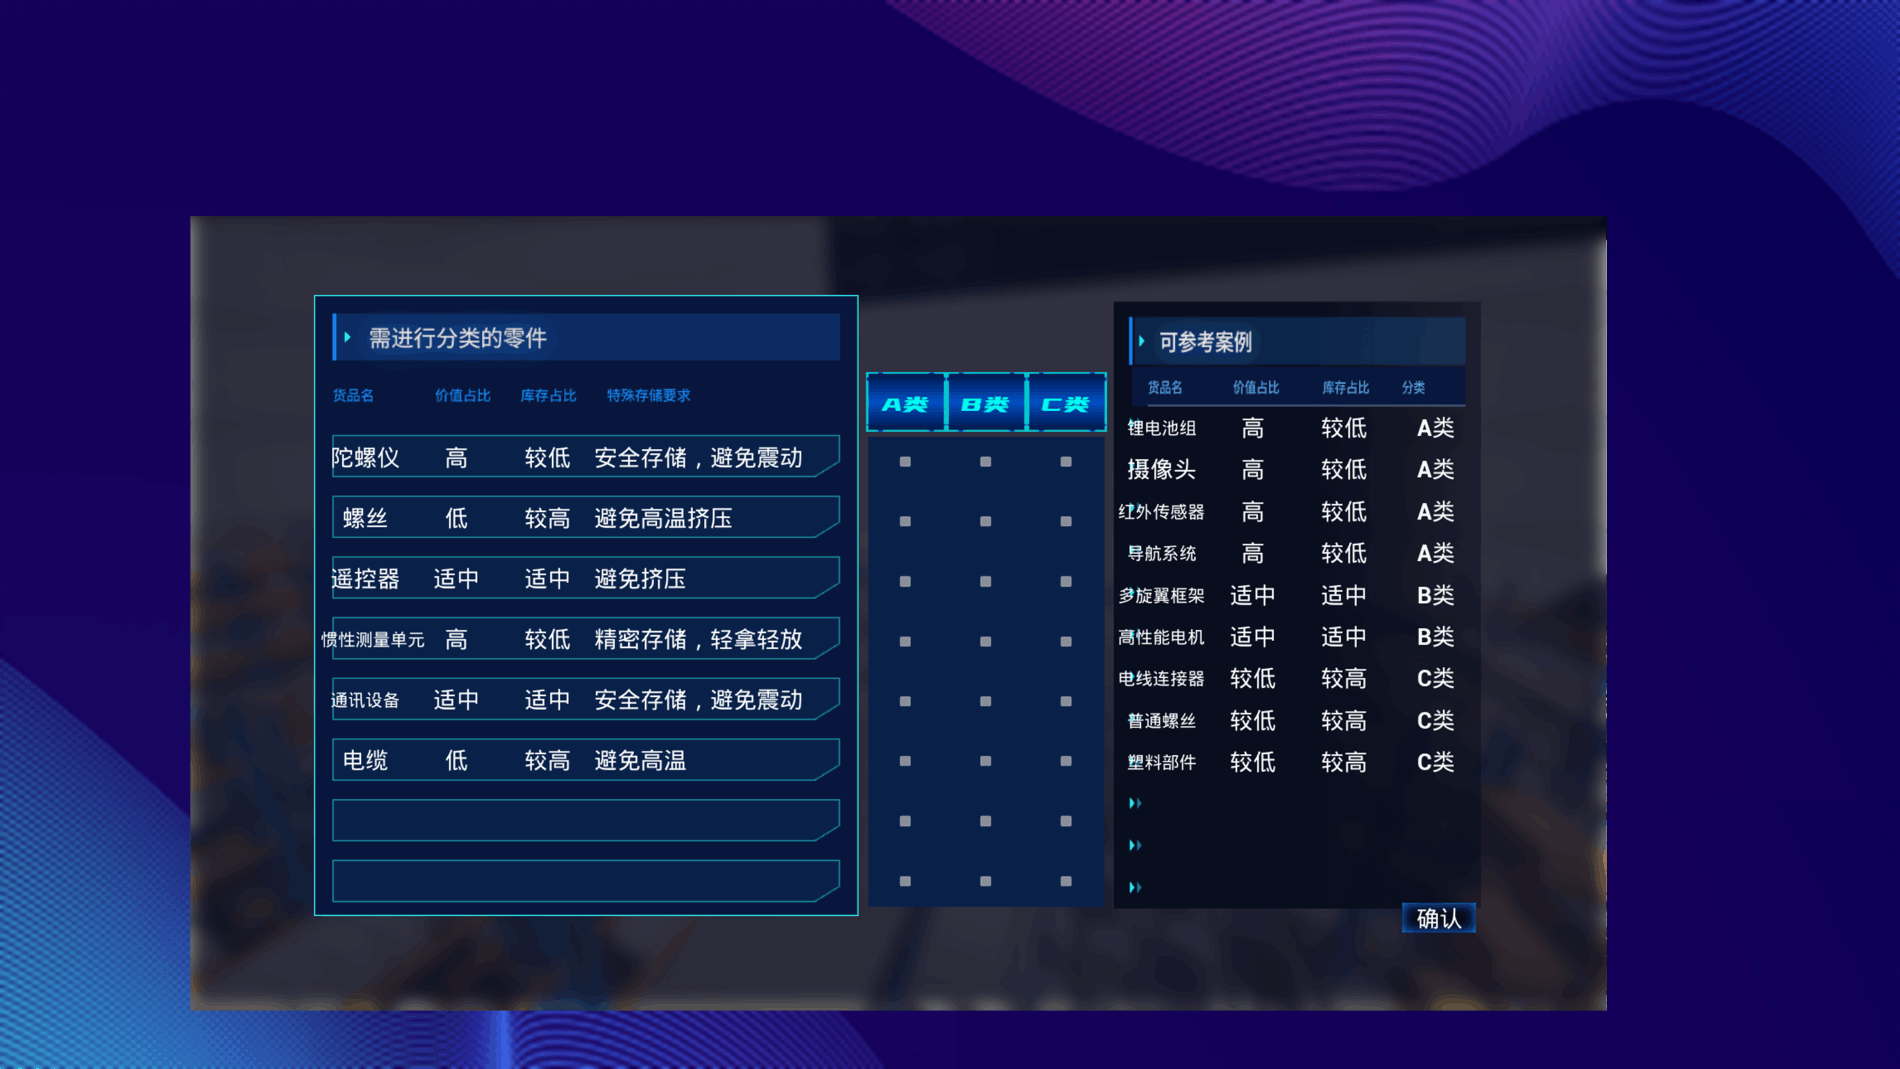 需进行分类的零件
货品名 价值占比 库存占比 特殊存储要求
陀螺仪 高 较低 安全存储，避免震动
螺丝 低 较高 避免高温挤压
遥控器 适中 适中 避免挤压
惯性测量单元 高 较低 精密存储，轻拿轻放
通讯设备 适中 适中 安全存储，避免震动
电缆 低 较高 避免高温
A类 B类 C类
可参考案例
货品名 价值占比 库存占比 分类
锂电池组 高 较低 A类
摄像头 高 较低 A类
红外传感器 高 较低 A类
导航系统 高 较低 A类
多旋翼框架 适中 适中 B类
高性能电机 适中 适中 B类
电线连接器 较低 较高 C类
普通螺丝 较低 较高 C类
塑料部件 较低 较高 C类
确认